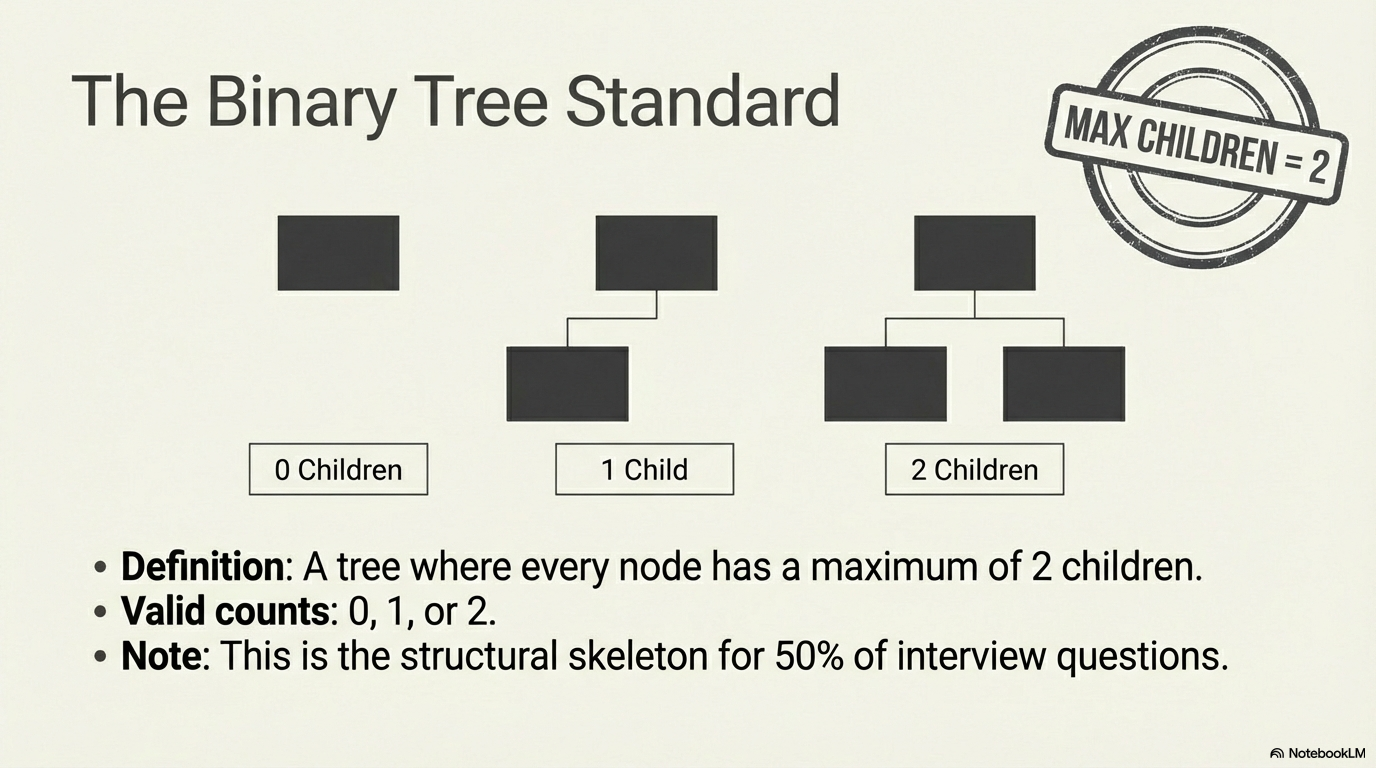 The Binary Tree Standard
MAX CHILDREN = 2
0 Children
1 Child
2 Children
• Definition: A tree where every node has a maximum of 2 children.
• Valid counts: 0, 1, or 2.
• Note: This is the structural skeleton for 50% of interview questions.
NotebookLM